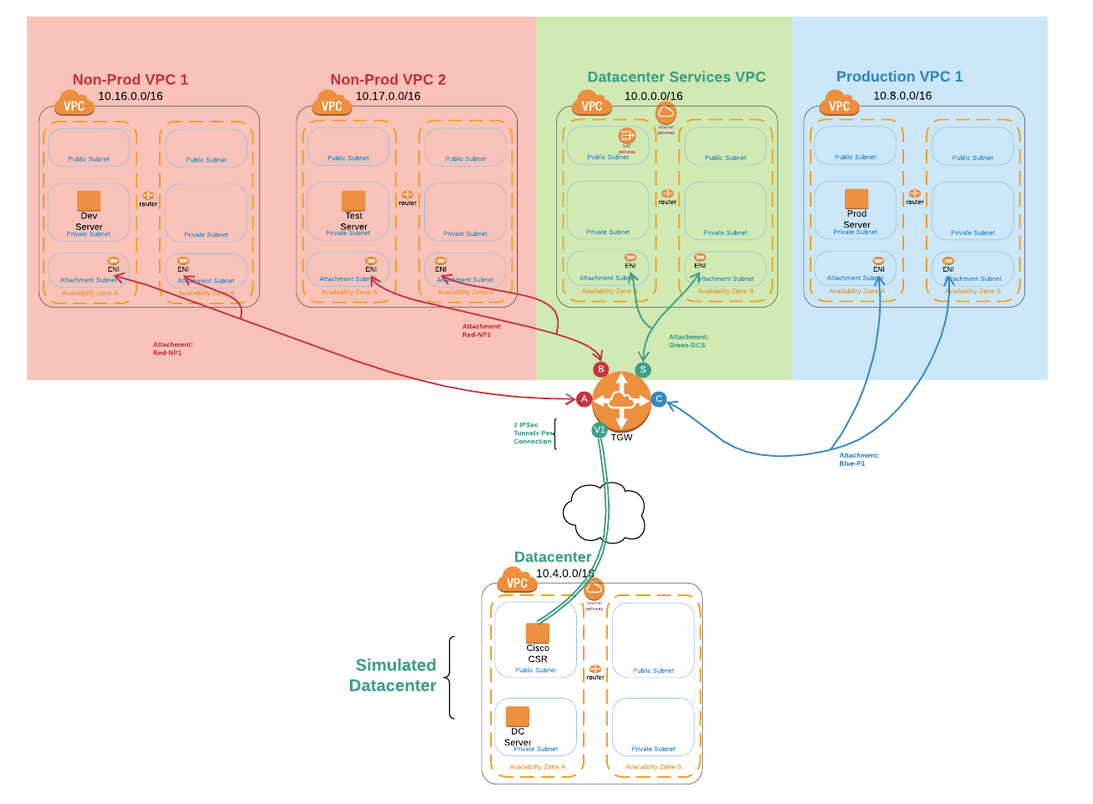 Non-Prod VPC 1
10.16.0.0/16
VPC
Public Subnet
Public Subnet
router
Dev
Server
Private Subnet
Private Subnet
ENI
ENI
Attachment Subnet
Attachment Subnet
Availability Zone A
Availability Zone B
Attachment:
Red-NP1
Non-Prod VPC 2
10.17.0.0/16
VPC
Public Subnet
Public Subnet
router
Test
Server
Private Subnet
Private Subnet
ENI
ENI
Attachment Subnet
Attachment Subnet
Availability Zone A
Availability Zone B
Attachment:
Red-NP2
Datacenter Services VPC
10.0.0.0/16
VPC
Internet
gateway
NAT
gateway
Public Subnet
Public Subnet
router
Private Subnet
Private Subnet
ENI
ENI
Attachment Subnet
Attachment Subnet
Availability Zone A
Availability Zone B
Attachment:
Green-DCS
Production VPC 1
10.8.0.0/16
VPC
Public Subnet
Public Subnet
router
Prod
Server
Private Subnet
Private Subnet
ENI
ENI
Attachment Subnet
Attachment Subnet
Availability Zone A
Availability Zone B
Attachment:
Blue-P1
B
S
A
C
V1
TGW
2 IPSec
Tunnels Per
Connection
Datacenter
10.4.0.0/16
VPC
Internet
gateway
Cisco
CSR
Public Subnet
Public Subnet
router
Simulated
Datacenter
DC
Server
Private Subnet
Private Subnet
Availability Zone A
Availability Zone B